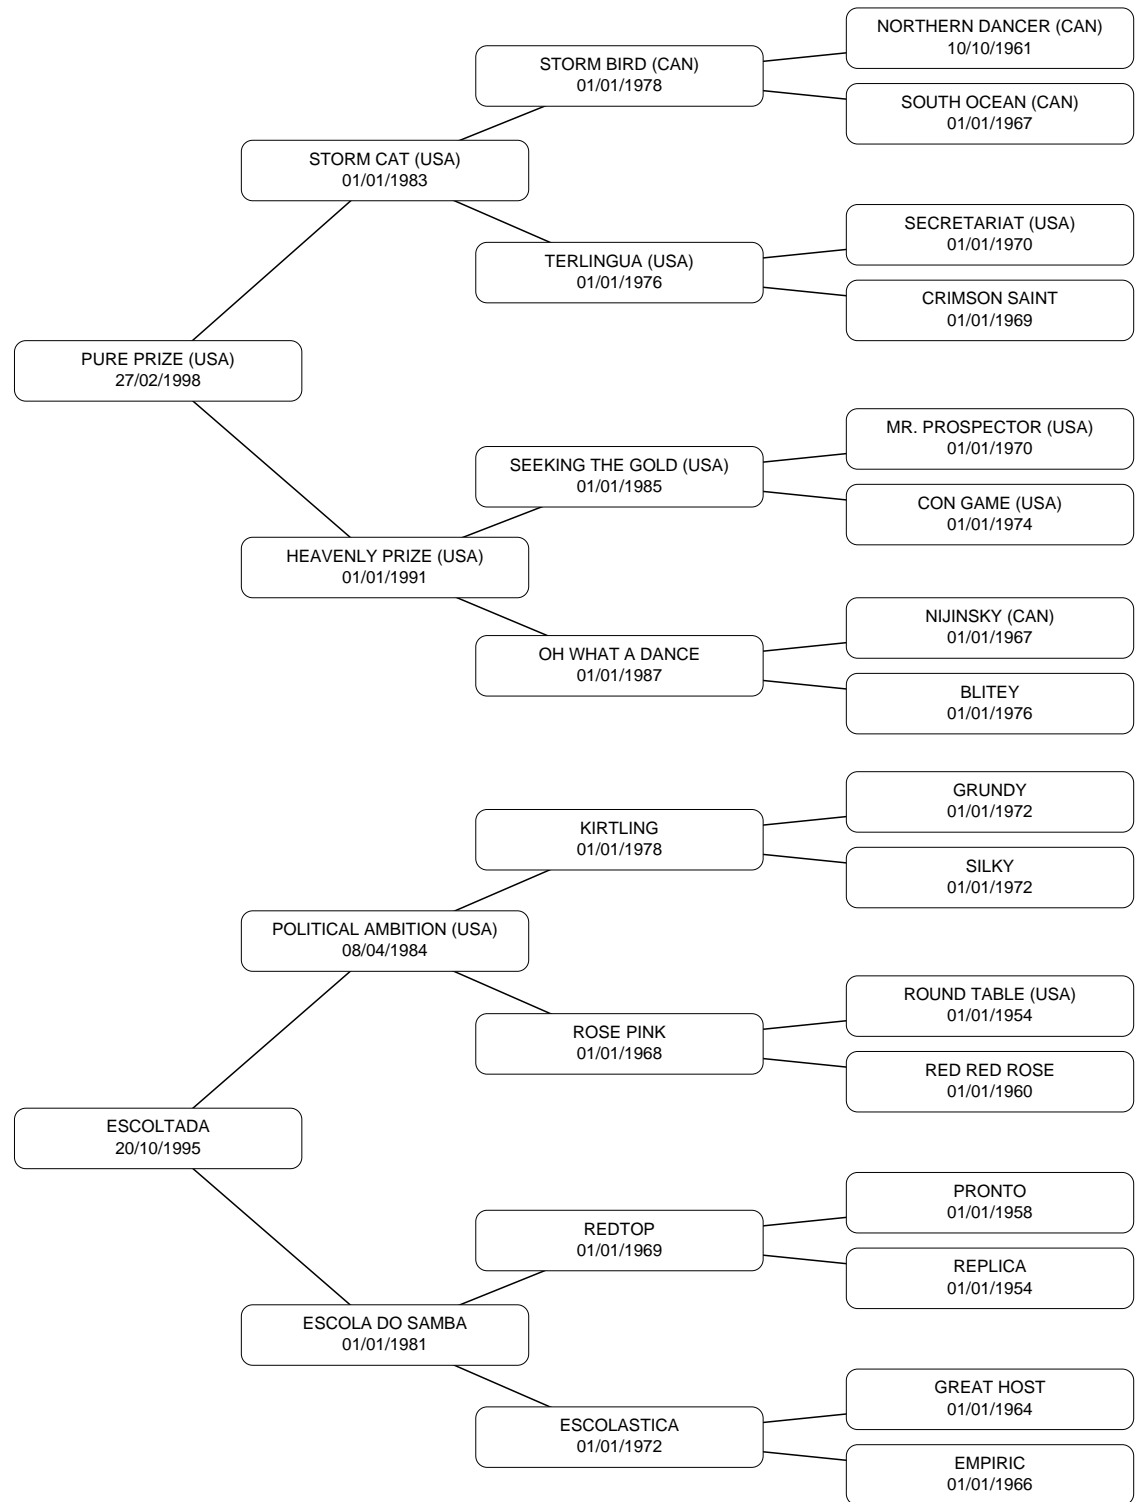 NORTHERN DANCER (CAN)
10/10/1961
STORM BIRD (CAN)
01/01/1978
SOUTH OCEAN (CAN)
01/01/1967
STORM CAT (USA)
01/01/1983
SECRETARIAT (USA)
01/01/1970
TERLINGUA (USA)
01/01/1976
CRIMSON SAINT
01/01/1969
PURE PRIZE (USA)
27/02/1998
MR. PROSPECTOR (USA)
01/01/1970
SEEKING THE GOLD (USA)
01/01/1985
CON GAME (USA)
01/01/1974
HEAVENLY PRIZE (USA)
01/01/1991
NIJINSKY (CAN)
01/01/1967
OH WHAT A DANCE
01/01/1987
BLITEY
01/01/1976
GRUNDY
01/01/1972
KIRTLING
01/01/1978
SILKY
01/01/1972
POLITICAL AMBITION (USA)
08/04/1984
ROUND TABLE (USA)
01/01/1954
ROSE PINK
01/01/1968
RED RED ROSE
01/01/1960
ESCOLTADA
20/10/1995
PRONTO
01/01/1958
REDTOP
01/01/1969
REPLICA
01/01/1954
ESCOLA DO SAMBA
01/01/1981
GREAT HOST
01/01/1964
ESCOLASTICA
01/01/1972
EMPIRIC
01/01/1966